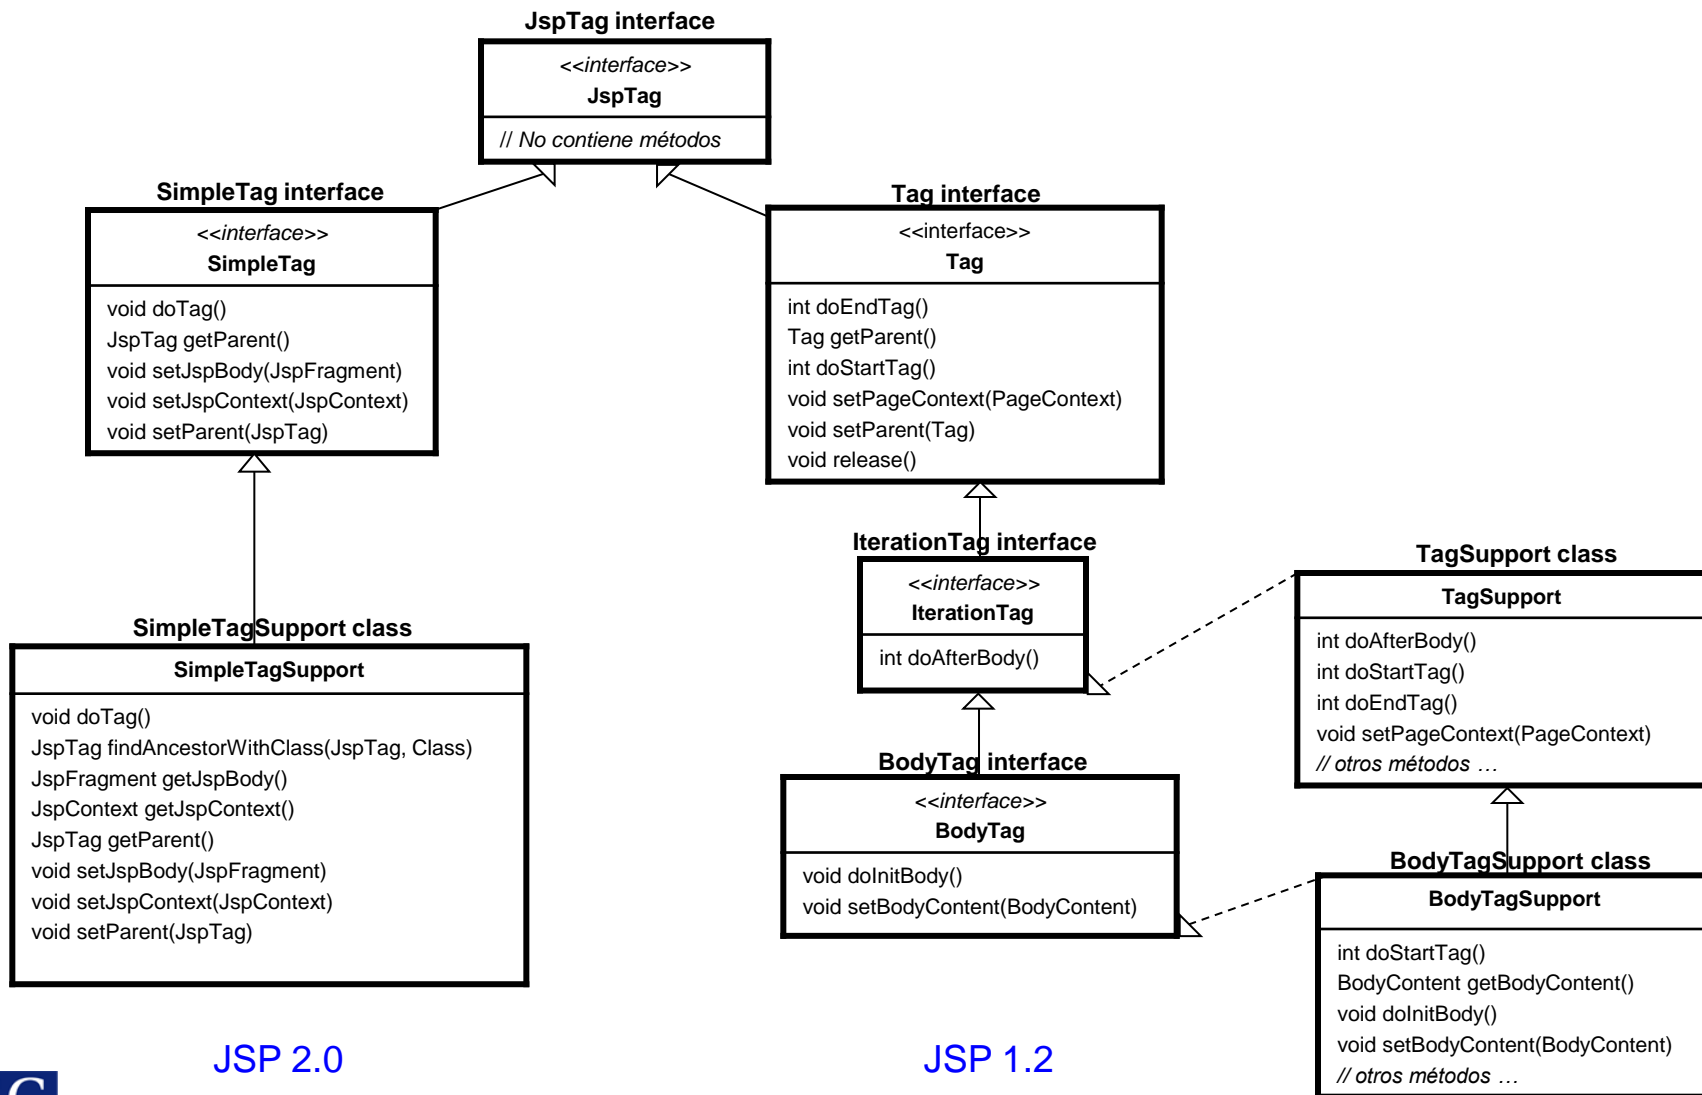 JspTag interface
<<interface>>
JspTag
// No contiene métodos
SimpleTag interface
<<interface>>
SimpleTag
void doTag()
JspTag getParent()
void setJspBody(JspFragment)
void setJspContext(JspContext)
void setParent(JspTag)
Tag interface
<<interface>>
Tag
int doEndTag()
Tag getParent()
int doStartTag()
void setPageContext(PageContext)
void setParent(Tag)
void release()
IterationTag interface
<<interface>>
IterationTag
int doAfterBody()
TagSupport class
TagSupport
int doAfterBody()
int doStartTag()
int doEndTag()
void setPageContext(PageContext)
// otros métodos …
SimpleTagSupport class
SimpleTagSupport
void doTag()
JspTag findAncestorWithClass(JspTag, Class)
JspFragment getJspBody()
JspContext getJspContext()
JspTag getParent()
void setJspBody(JspFragment)
void setJspContext(JspContext)
void setParent(JspTag)
BodyTag interface
<<interface>>
BodyTag
void doInitBody()
void setBodyContent(BodyContent)
BodyTagSupport class
BodyTagSupport
int doStartTag()
BodyContent getBodyContent()
void doInitBody()
void setBodyContent(BodyContent)
// otros métodos …
JSP 2.0
JSP 1.2